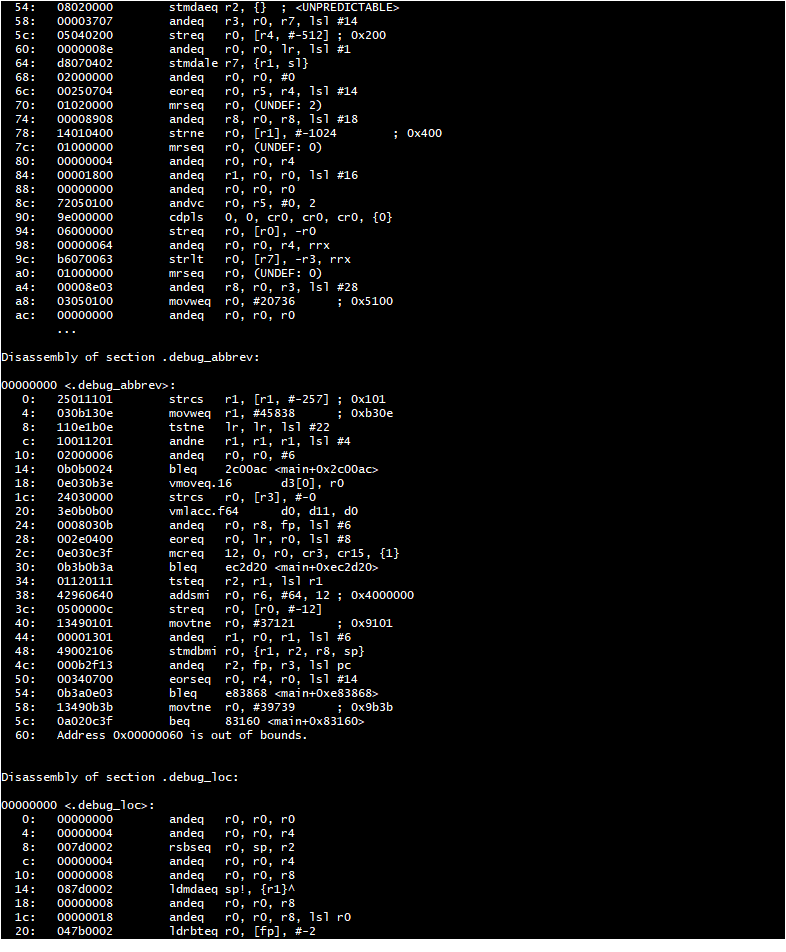 54: 08020000 stmdaeq r2, {} ; <UNPREDICTABLE>
58: 00003707 andeq r3, r0, r7, lsl #14
5c: 05040200 streq r0, [r4, #-512] ; 0x200
60: 0000008e andeq r0, r0, lr, lsl #1
64: d8070402 stmdale r7, {r1, sl}
68: 02000000 andeq r0, r0, #0
6c: 00250704 eoreq r0, r5, r4, lsl #14
70: 01020000 mrseq r0, (UNDEF: 2)
74: 00008908 andeq r8, r0, r8, lsl #18
78: 14010400 strne r0, [r1], #-1024 ; 0x400
7c: 01000000 mrseq r0, (UNDEF: 0)
80: 00000004 andeq r0, r0, r4
84: 00001800 andeq r1, r0, r0, lsl #16
88: 00000000 andeq r0, r0, r0
8c: 72050100 andvc r0, r5, #0, 2
90: 9e000000 cdpls 0, 0, cr0, cr0, cr0, {0}
94: 06000000 streq r0, [r0], -r0
98: 00000064 andeq r0, r0, r4, rrx
9c: b6070063 strlt r0, [r7], -r3, rrx
a0: 01000000 mrseq r0, (UNDEF: 0)
a4: 00008e03 andeq r8, r0, r3, lsl #28
a8: 03050100 movweq r0, #20736 ; 0x5100
ac: 00000000 andeq r0, r0, r0
...
Disassembly of section .debug_abbrev:
00000000 <.debug_abbrev>:
0: 25011101 strcs r1, [r1, #-257] ; 0x101
4: 030b130e movweq r1, #45838 ; 0xb30e
8: 110e1b0e tstne lr, lr, lsl #22
c: 10011201 andne r1, r1, r1, lsl #4
10: 02000006 andeq r0, r0, #6
14: 0b0b0024 bleq 2c00ac <main+0x2c00ac>
18: 0e030b3e vmoveq.16 d3[0], r0
1c: 24030000 strcs r0, [r3], #-0
20: 3e0b0b00 vmlacc.f64 d0, d11, d0
24: 0008030b andeq r0, r8, fp, lsl #6
28: 002e0400 eoreq r0, lr, r0, lsl #8
2c: 0e030c3f mcreq 12, 0, r0, cr3, cr15, {1}
30: 0b3b0b3a bleq ec2d20 <main+0xec2d20>
34: 01120111 tsteq r2, r1, lsl r1
38: 42960640 addsmi r0, r6, #64, 12 ; 0x4000000
3c: 0500000c streq r0, [r0, #-12]
40: 13490101 movtne r0, #37121 ; 0x9101
44: 00001301 andeq r1, r0, r1, lsl #6
48: 49002106 stmdbmi r0, {r1, r2, r8, sp}
4c: 000b2f13 andeq r2, fp, r3, lsl pc
50: 00340700 eorseq r0, r4, r0, lsl #14
54: 0b3a0e03 bleq e83868 <main+0xe83868>
58: 13490b3b movtne r0, #39739 ; 0x9b3b
5c: 0a020c3f beq 83160 <main+0x83160>
60: Address 0x00000060 is out of bounds.
Disassembly of section .debug_loc:
00000000 <.debug_loc>:
0: 00000000 andeq r0, r0, r0
4: 00000004 andeq r0, r0, r4
8: 007d0002 rsbseq r0, sp, r2
c: 00000004 andeq r0, r0, r4
10: 00000008 andeq r0, r0, r8
14: 087d0002 ldmdaeq sp!, {r1}^
18: 00000008 andeq r0, r0, r8
1c: 00000018 andeq r0, r0, r8, lsl r0
20: 047b0002 ldrbteq r0, [fp], #-2